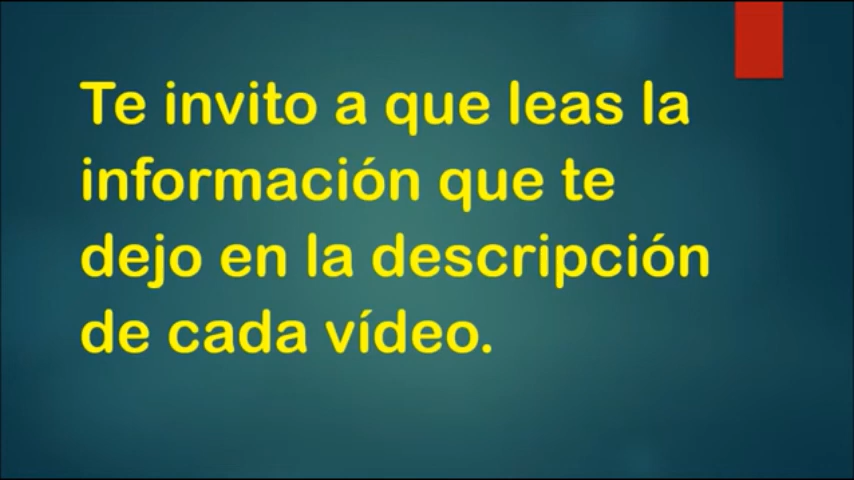 Te invito a que leas la
información que te
dejo en la descripción
de cada vídeo.